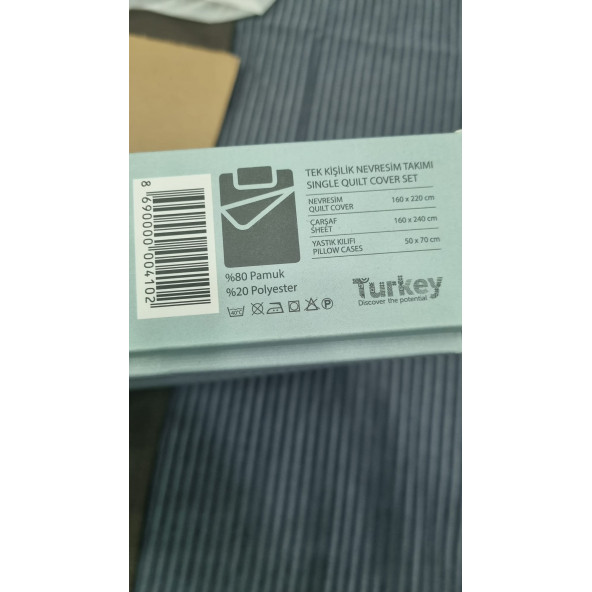 TEK KİŞİLİK NEVRESİM TAKIMI
SINGLE QUILT COVER SET
NEVRESİM
QUILT COVER 160 x 220 cm
ÇARŞAF
SHEET 160 x 240 cm
YASTIK KILIFI
PILLOW CASES 50 x 70 cm
%80 Pamuk
%20 Polyester
40°C
P
Turkey
Discover the potential
8 690000 004102